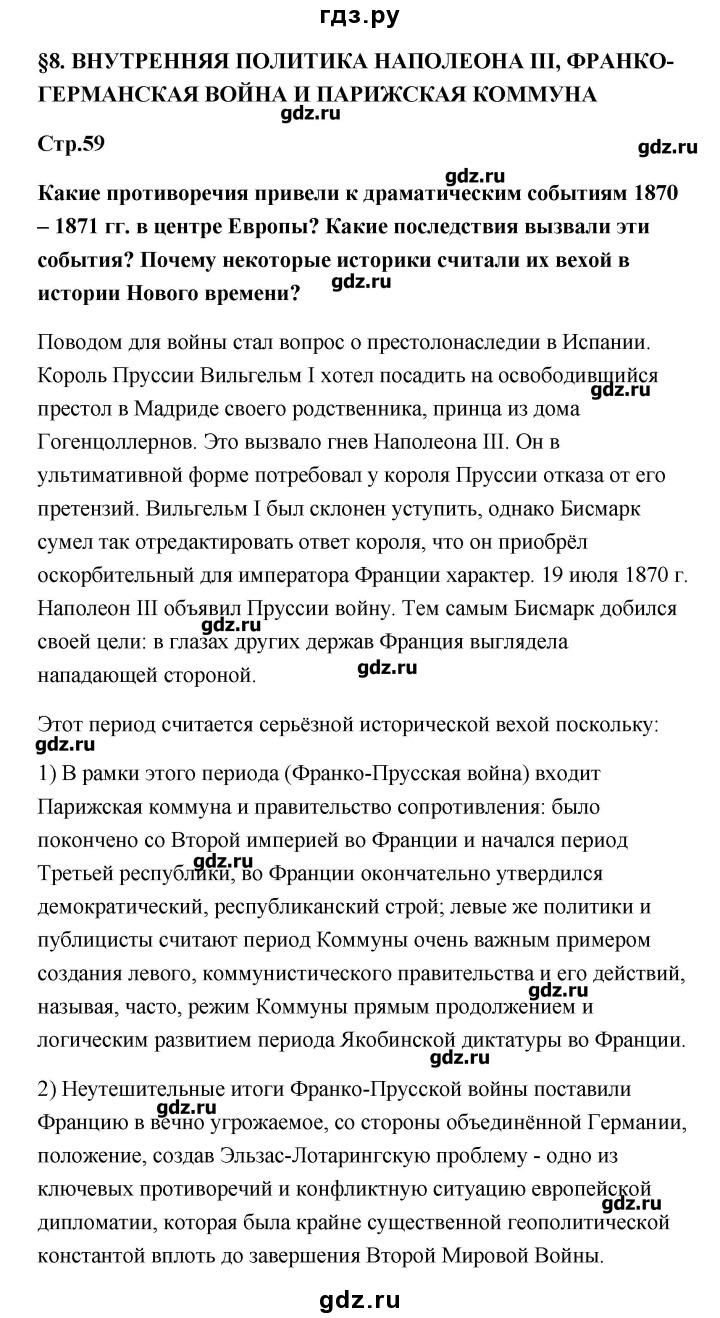 гдз.ру
§8. ВНУТРЕННЯЯ ПОЛИТИКА НАПОЛЕОНА III, ФРАНКО-
ГЕРМАНСКАЯ ВОЙНА И ПАРИЖСКАЯ КОММУНА
gdz.ru
Стр.59
gdz.ru
gdz.ru
Какие противоречия привели к драматическим событиям 1870
– 1871 гг. в центре Европы? Какие последствия вызвали эти
события? Почему некоторые историки считали их вехой в
gdz.ru
истории Нового времени?
Поводом для войны стал вопрос о престолонаследии в Испании.
Король Пруссии Вильгельм I хотел посадить на освободившийся
gdz.ru
престол в Мадриде своего родственника, принца из дома
Гогенцоллернов. Это вызвало гнев Наполеона III. Он в
ультимативной форме потребовал у короля Пруссии отказа от его
претензий. Вильгельм I был склонен уступить, однако Бисмарк
сумел так отредактировать ответ короля, что он приобрёл
оскорбительный для императора Франции характер. 19 июля 1870 г.
Наполеон III объявил Пруссии войну. Тем самым Бисмарк добился
gdz.ru
своей цели: в глазах других держав Франция выглядела
gdz.ru
нападающей стороной.
Этот период считается серьёзной исторической вехой поскольку:
gdz.ru
1) В рамки этого периода (Франко-Прусская война) входит
Парижская коммуна и правительство сопротивления: было
покончено со Второй империей во Франции и начался период
gdz.ru
Третьей республики, во Франции окончательно утвердился
демократический, республиканский строй; левые же политики и
публицисты считают период Коммуны очень важным примером
создания левого, коммунистического правительства и его действий,
gdz.ru
называя, часто, режим Коммуны прямым продолжением и
логическим развитием периода Якобинской диктатуры во Франции.
gdz.ru
2) Неутешительные итоги Франко-Прусской войны поставили
gdz.ru
Францию в вечно угрожаемое, со стороны объединённой Германии,
положение, создав Эльзас-Лотарингскую проблему - одно из
ключевых противоречий и конфликтную ситуацию европейской
gdz.ru
дипломатии, которая была крайне существенной геополитической
константой вплоть до завершения Второй Мировой Войны.
gdz.ru